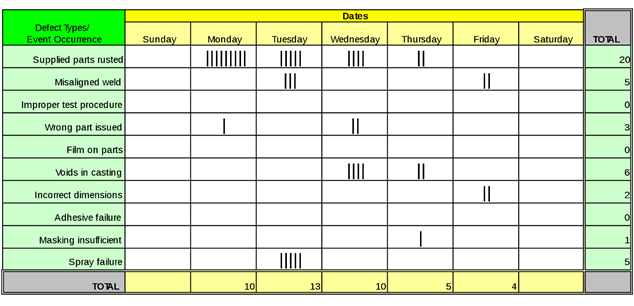 Dates
Defect Types/
Event Occurrence Sunday Monday Tuesday Wednesday Thursday Friday Saturday TOTAL
Supplied parts rusted ||||||||| ||||| |||| || 20
Misaligned weld ||| || 5
Improper test procedure 0
Wrong part issued | || 3
Film on parts 0
Voids in casting |||| || 6
Incorrect dimensions || 2
Adhesive failure 0
Masking insufficient | 1
Spray failure ||||| 5
TOTAL 10 13 10 5 4